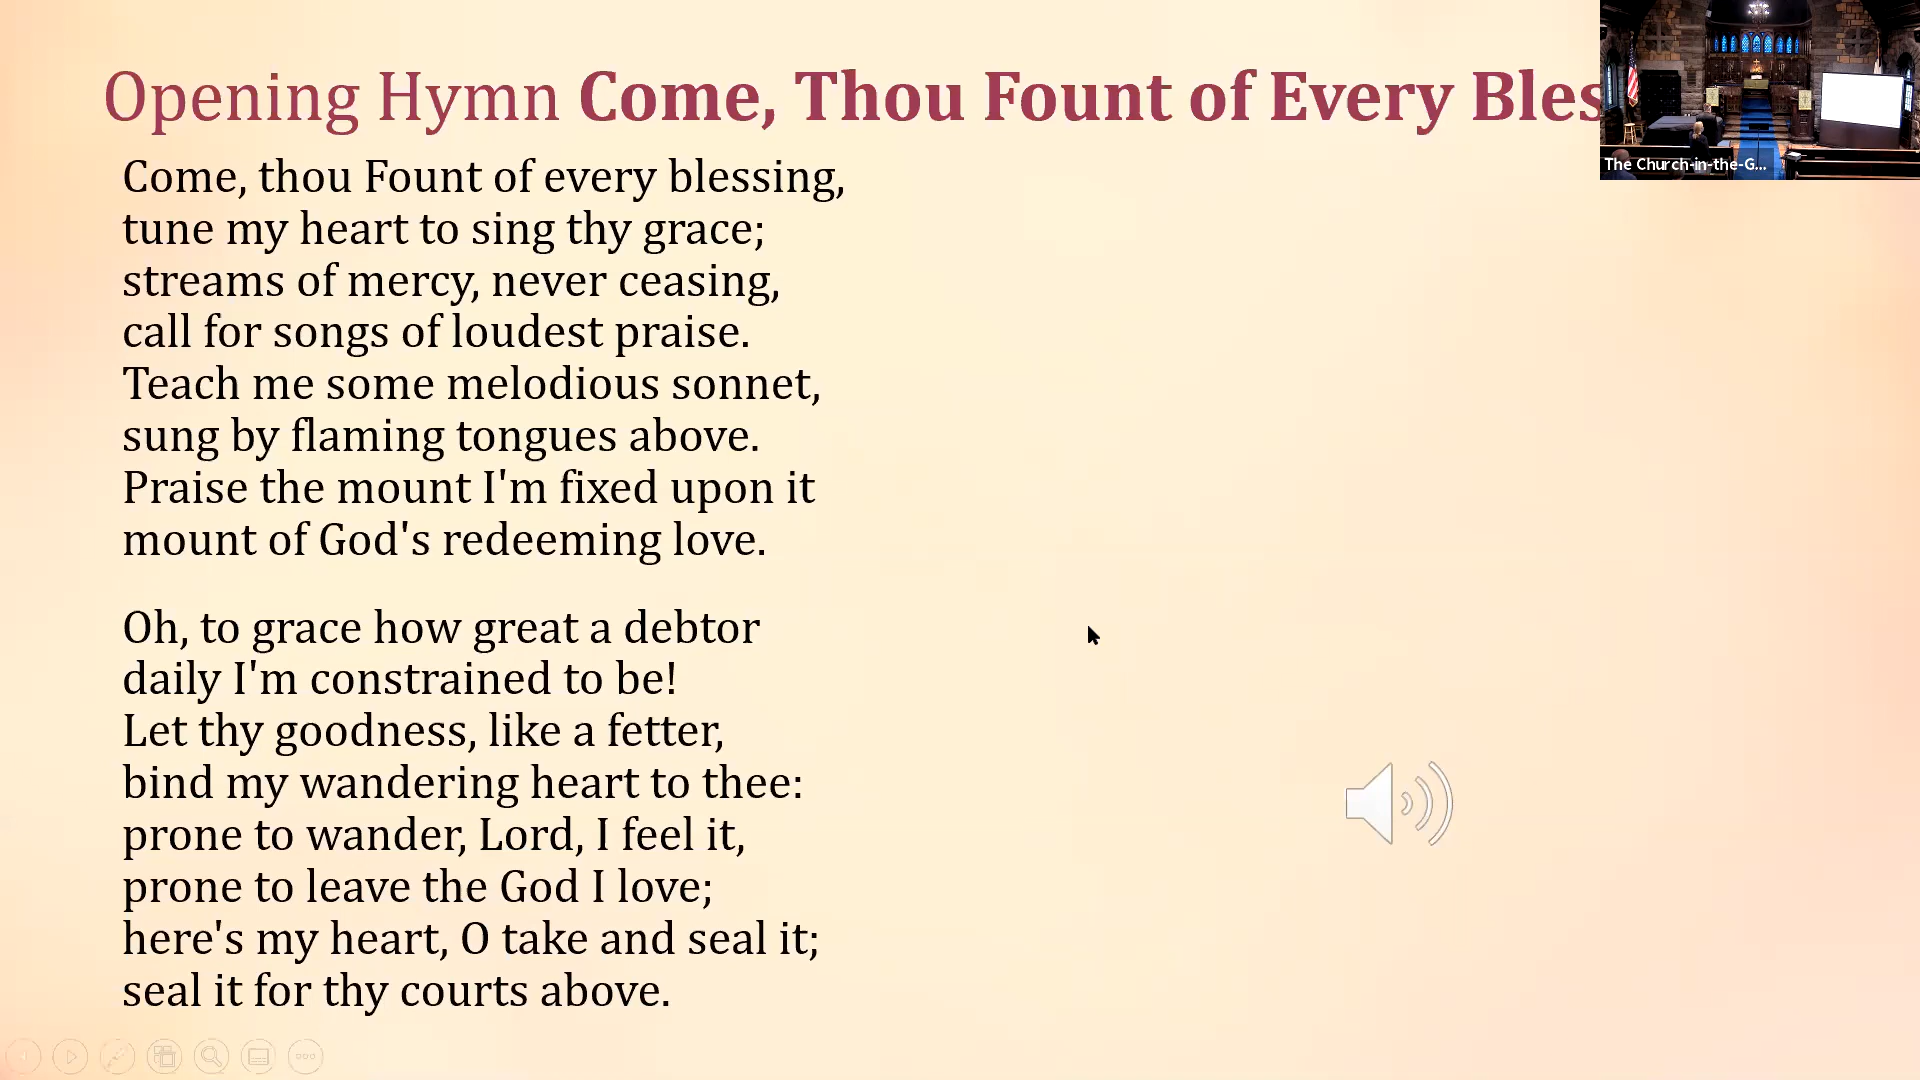 Opening Hymn Come, Thou Fount of Every Bles
The Church-in-the-G...
Come, thou Fount of every blessing,
tune my heart to sing thy grace;
streams of mercy, never ceasing,
call for songs of loudest praise.
Teach me some melodious sonnet,
sung by flaming tongues above.
Praise the mount I'm fixed upon it
mount of God's redeeming love.
Oh, to grace how great a debtor
daily I'm constrained to be!
Let thy goodness, like a fetter,
bind my wandering heart to thee:
prone to wander, Lord, I feel it,
prone to leave the God I love;
here's my heart, O take and seal it;
seal it for thy courts above.